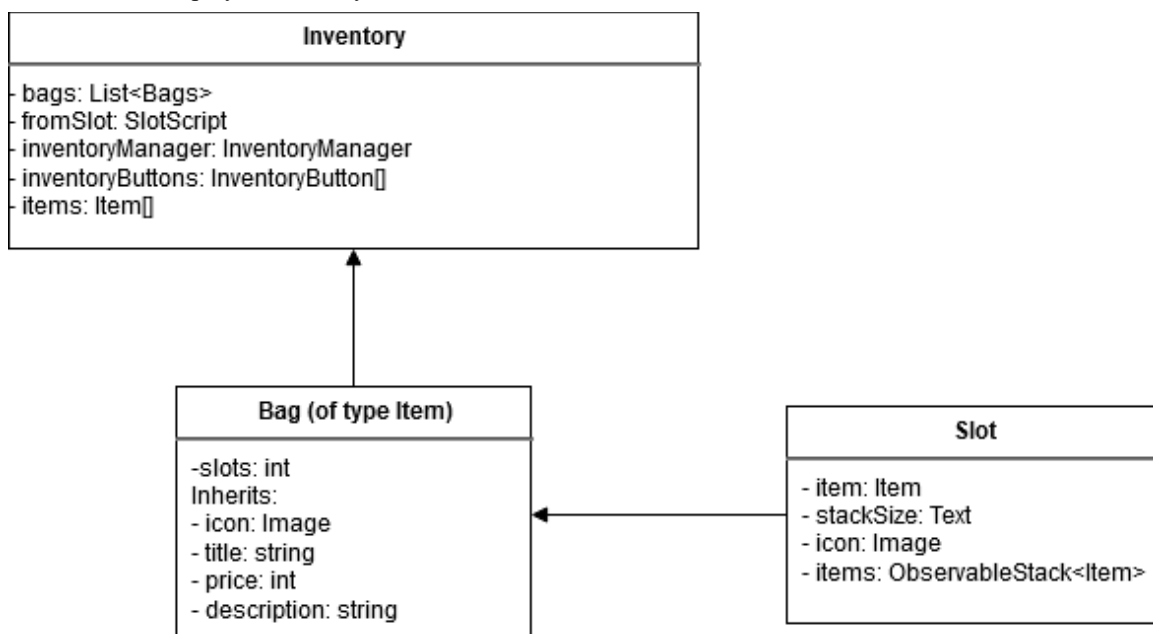 Inventory
- bags: List<Bags>
- fromSlot: SlotScript
- inventoryManager: InventoryManager
- inventoryButtons: InventoryButton[]
- items: Item[]
Bag (of type Item)
-slots: int
Inherits:
- icon: Image
- title: string
- price: int
- description: string
Slot
- item: Item
- stackSize: Text
- icon: Image
- items: ObservableStack<Item>